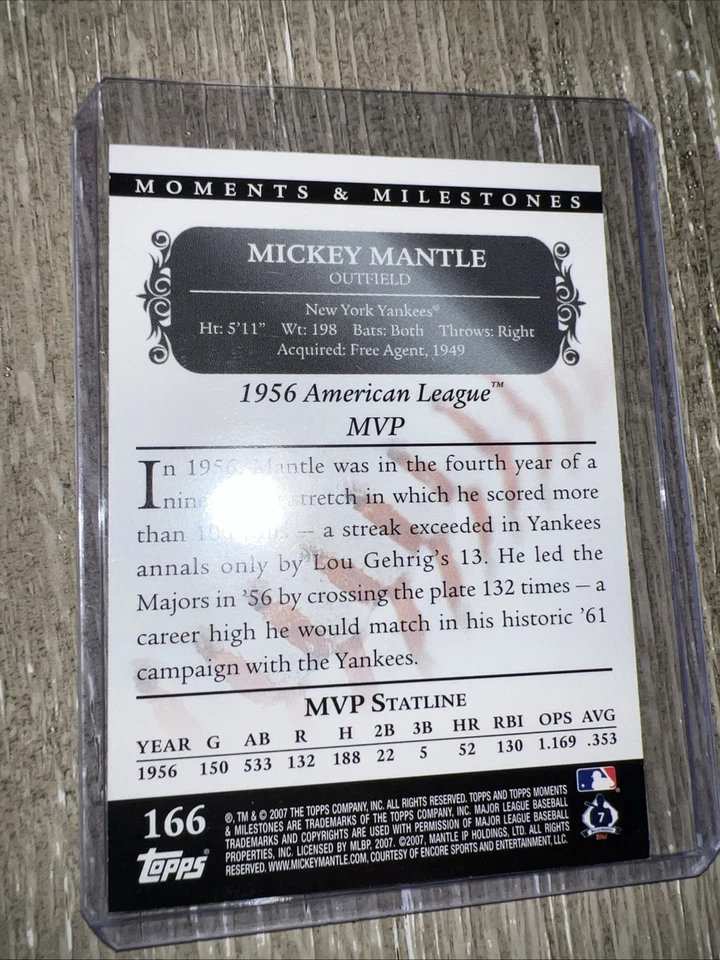 MOMENTS & MILESTONES
MICKEY MANTLE
OUTFIELD
New York Yankees®
Ht: 5'11" Wt: 198 Bats: Both Throws: Right
Acquired: Free Agent, 1949
1956 American League™
MVP
In 1956, Mantle was in the fourth year of a
stretch in which he scored more
than — a streak exceeded in Yankees
annals only by Lou Gehrig's 13. He led the
Majors in '56 by crossing the plate 132 times — a
career high he would match in his historic '61
campaign with the Yankees.
MVP STATLINE
YEAR G AB R H 2B 3B HR RBI OPS AVG
1956 150 533 132 188 22 5 52 130 1.169 .353
166
topps®
®, TM & © 2007 THE TOPPS COMPANY, INC. ALL RIGHTS RESERVED. TOPPS AND TOPPS MOMENTS
& MILESTONES ARE TRADEMARKS OF THE TOPPS COMPANY, INC. MAJOR LEAGUE BASEBALL
TRADEMARKS AND COPYRIGHTS ARE USED WITH PERMISSION OF MAJOR LEAGUE BASEBALL
PROPERTIES, INC. LICENSED BY MLBP, 2007. ©2007, MANTLE IP HOLDINGS, LTD. ALL RIGHTS
RESERVED. WWW.MICKEYMANTLE.COM, COURTESY OF ENCORE SPORTS AND ENTERTAINMENT, LLC.
7